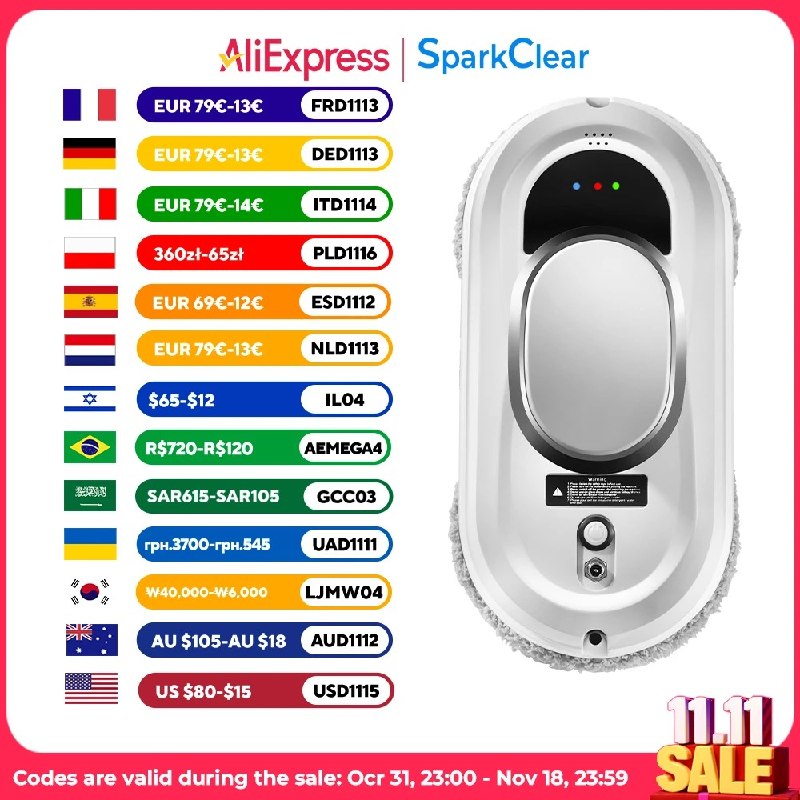 AliExpress | SparkClear
EUR 79€-13€ FRD1113
EUR 79€-13€ DED1113
EUR 79€-14€ ITD1114
360zł-65zł PLD1116
EUR 69€-12€ ESD1112
EUR 79€-13€ NLD1113
$65-$12 IL04
R$720-R$120 AEMEGA4
SAR615-SAR105 GCC03
грн.3700-грн.545 UAD1111
₩40,000-₩6,000 LJMW04
AU $105-AU $18 AUD1112
US $80-$15 USD1115
Warning
11.11
SALE
Codes are valid during the sale: Ocr 31, 23:00 - Nov 18, 23:59